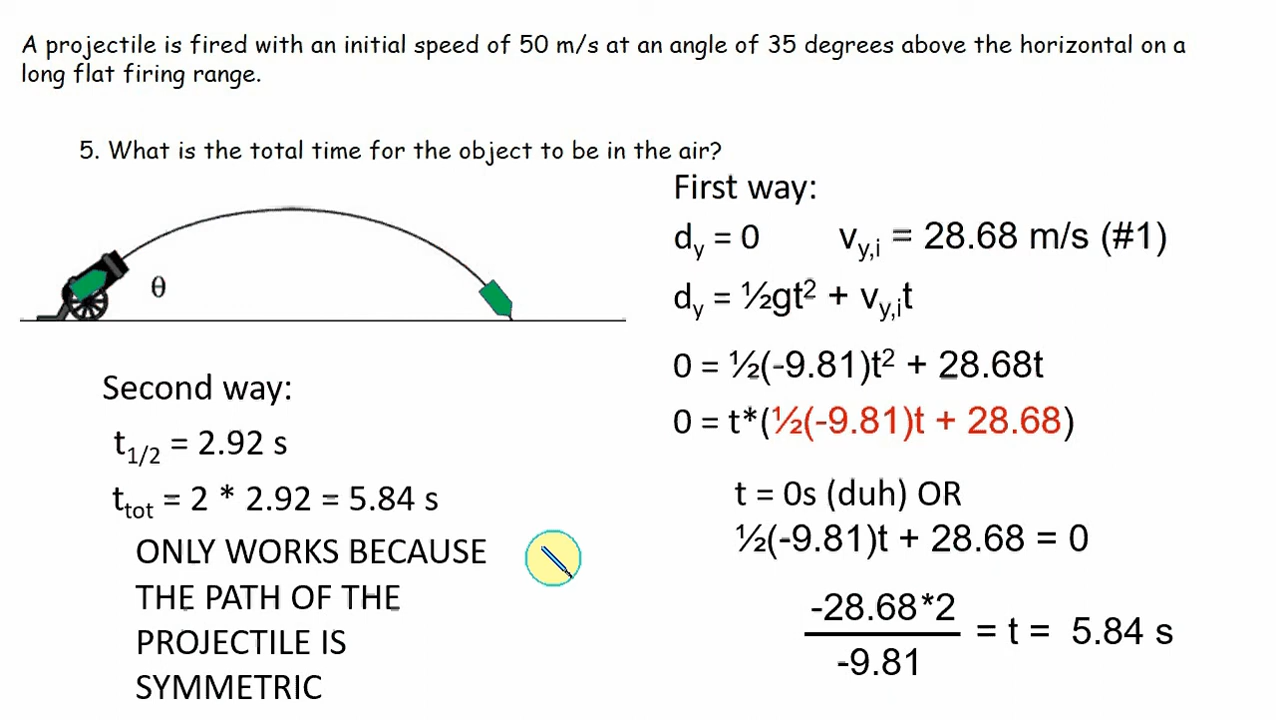 A projectile is fired with an initial speed of 50 m/s at an angle of 35 degrees above the horizontal on a
long flat firing range.
5. What is the total time for the object to be in the air?
θ
Second way:
t1/2 = 2.92 s
ttot = 2 * 2.92 = 5.84 s
ONLY WORKS BECAUSE
THE PATH OF THE
PROJECTILE IS
SYMMETRIC
First way:
dy = 0 vy,i = 28.68 m/s (#1)
dy = ½gt² + vy,it
0 = ½(-9.81)t² + 28.68t
0 = t*(½(-9.81)t + 28.68)
t = 0s (duh) OR
½(-9.81)t + 28.68 = 0
-28.68*2
= t = 5.84 s
-9.81